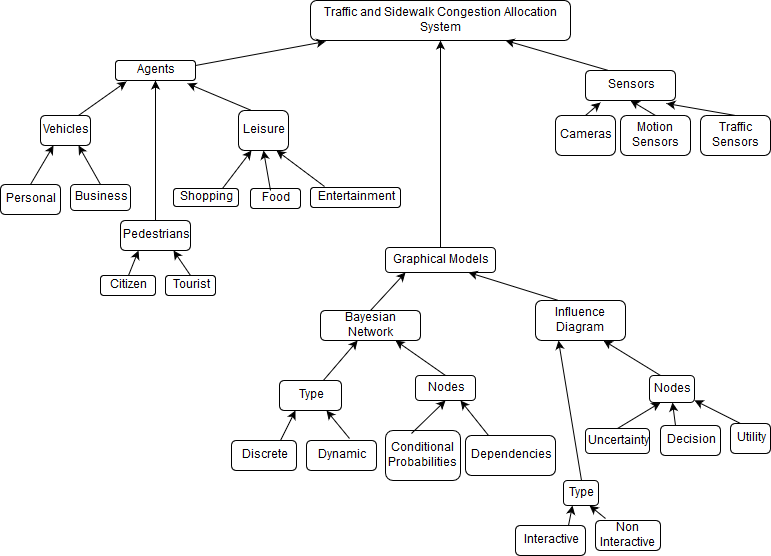 Traffic and Sidewalk Congestion Allocation
System
Agents
Sensors
Vehicles
Leisure
Cameras
Motion
Sensors
Traffic
Sensors
Personal
Business
Shopping
Food
Entertainment
Pedestrians
Citizen
Tourist
Graphical Models
Bayesian
Network
Influence
Diagram
Type
Nodes
Nodes
Discrete
Dynamic
Conditional
Probabilities
Dependencies
Uncertainty
Decision
Utility
Type
Interactive
Non
Interactive